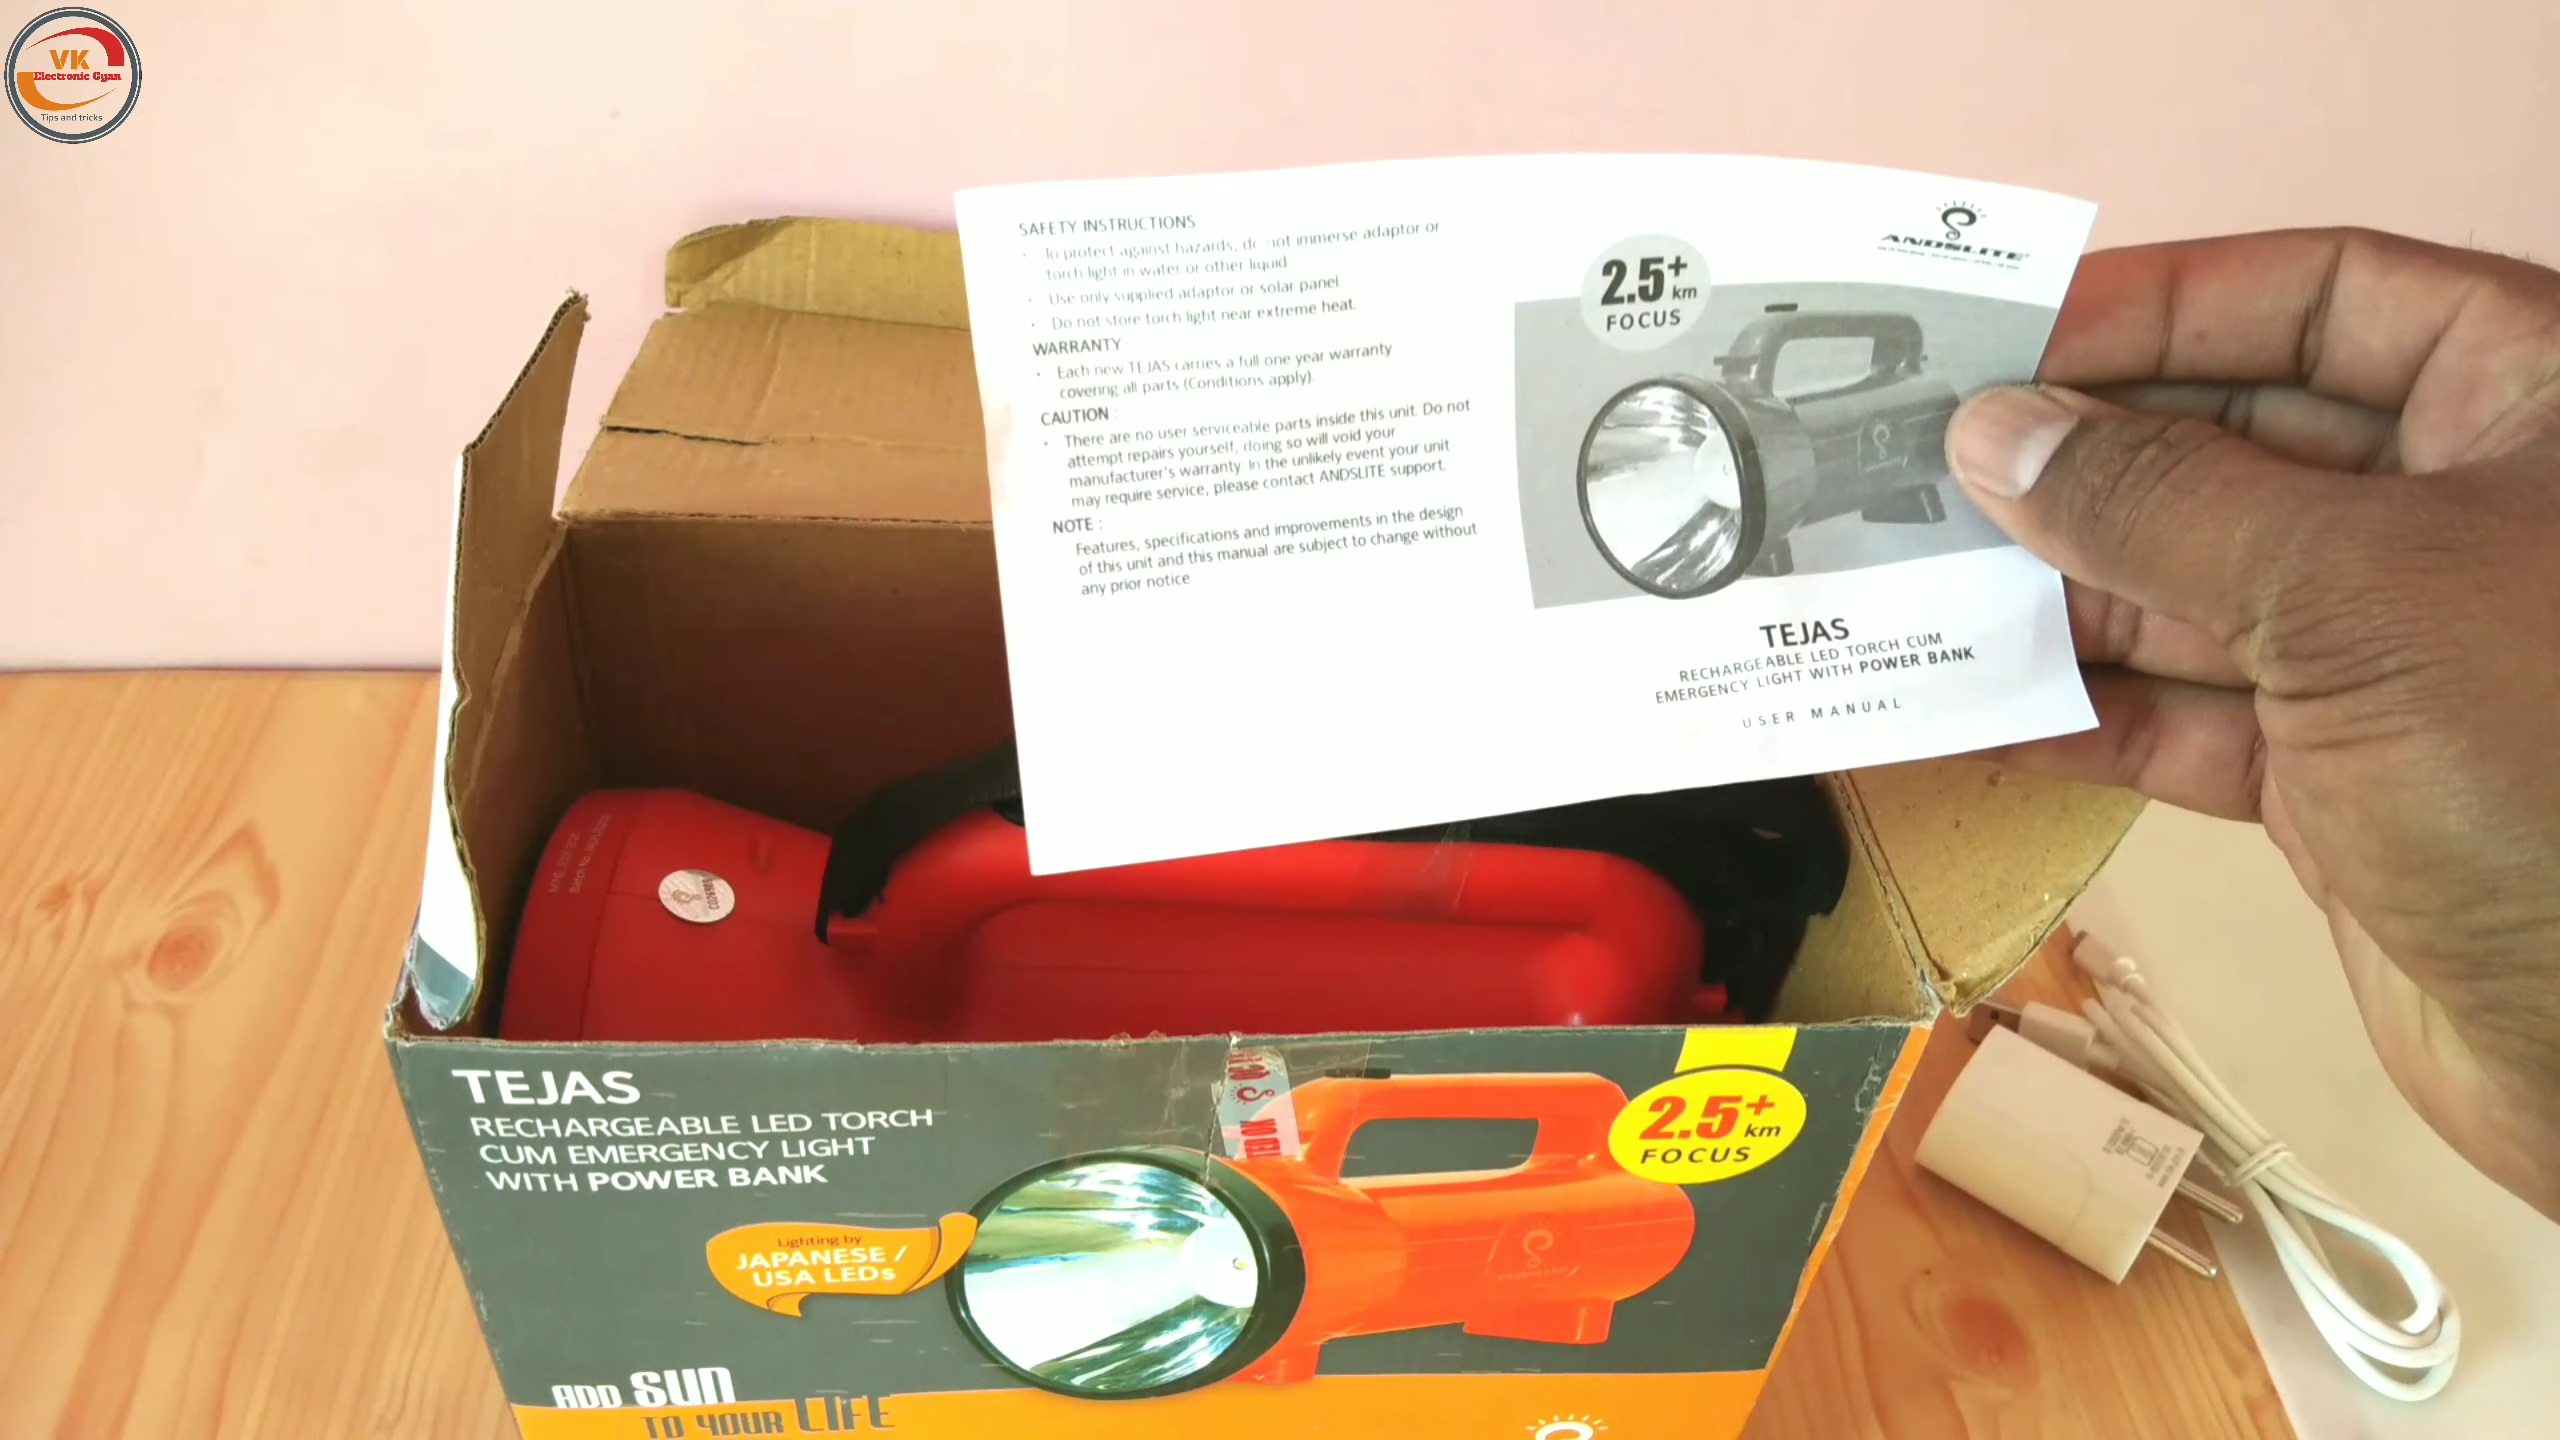 VK
Electronic Gyan
Tips and tricks
SAFETY INSTRUCTIONS
· To protect against hazards, do not immerse adaptor or
torch light in water or other liquid
· Use only supplied adaptor or solar panel.
· Do not store torch light near extreme heat.
WARRANTY
· Each new TEJAS carries a full one year warranty
covering all parts (Conditions apply).
CAUTION :
· There are no user serviceable parts inside this unit. Do not
attempt repairs yourself, doing so will void your
manufacturer's warranty. In the unlikely event your unit
may require service, please contact ANDSLITE support.
NOTE :
Features, specifications and improvements in the design
of this unit and this manual are subject to change without
any prior notice
ANDSLITE
2.5+
km
FOCUS
TEJAS
RECHARGEABLE LED TORCH CUM
EMERGENCY LIGHT WITH POWER BANK
USER MANUAL
TEJAS
RECHARGEABLE LED TORCH
CUM EMERGENCY LIGHT
WITH POWER BANK
2.5+
km
FOCUS
Lighting by
JAPANESE /
USA LEDs
ADD SUN
TO YOUR LIFE